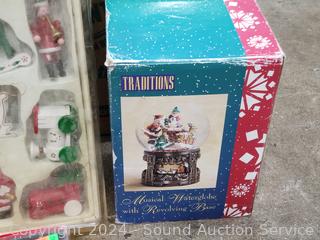 TRADITIONS
Musical Waterglobe
with Revolving Base
Copyright 2024 - Sound Auction Service